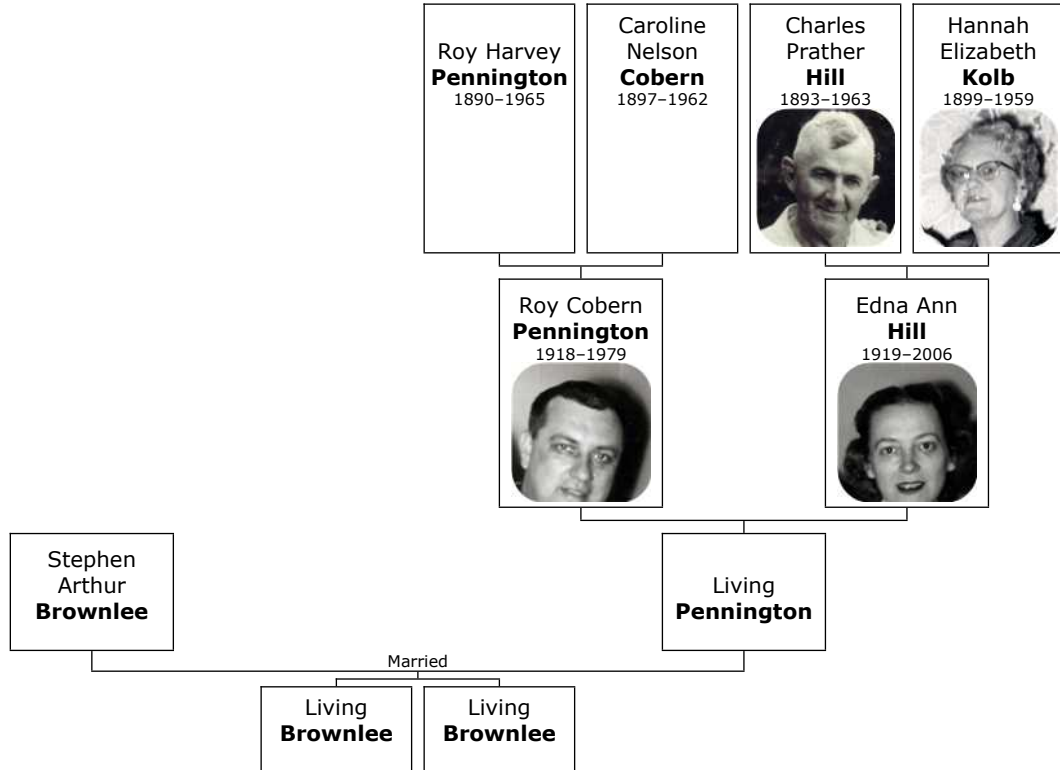 Roy Harvey
Pennington
1890–1965
Caroline
Nelson
Cobern
1897–1962
Charles
Prather
Hill
1893–1963
Hannah
Elizabeth
Kolb
1899–1959
Roy Cobern
Pennington
1918–1979
Edna Ann
Hill
1919–2006
Stephen
Arthur
Brownlee
Living
Pennington
Married
Living
Brownlee
Living
Brownlee